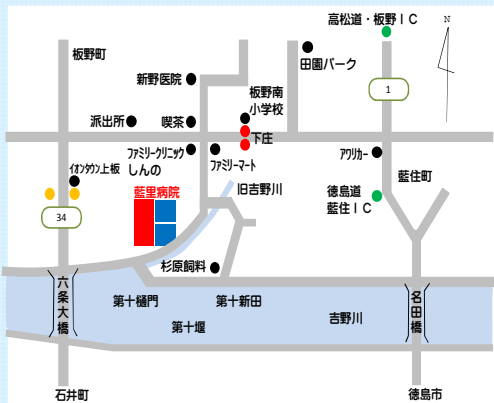 高松道・板野IC
N
板野町
田園パーク
新野医院
1
板野南
小学校
派出所
喫茶
下庄
ファミリークリニック
しんの
ファミリーマート
アワリカー
イオンタウン上板
藍里病院
旧吉野川
藍住町
徳島道
藍住IC
34
杉原飼料
六条大橋
第十樋門
第十新田
名田橋
第十堰
吉野川
石井町
徳島市